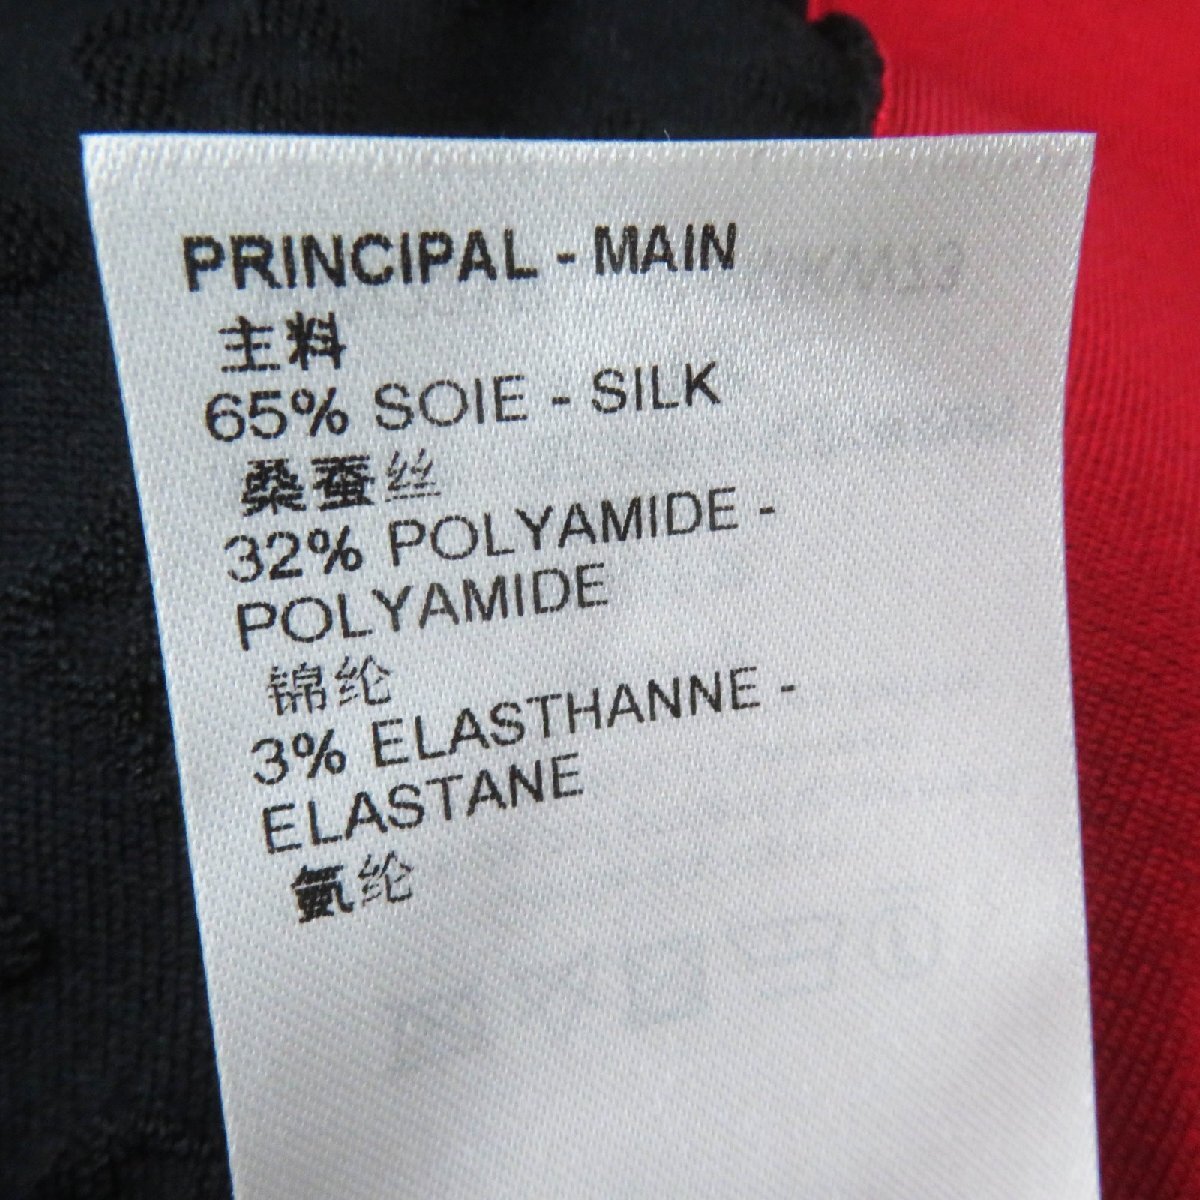 PRINCIPAL - MAIN
主料
65% SOIE - SILK
桑蚕丝
32% POLYAMIDE -
POLYAMIDE
锦纶
3% ELASTHANNE -
ELASTANE
氨纶